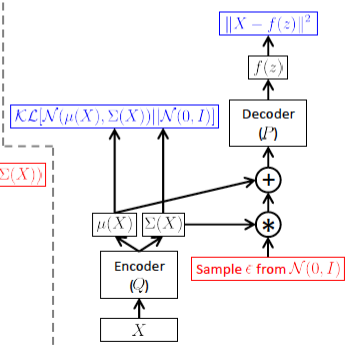 ‖X − f(z)‖²
f(z)
𝒦ℒ[𝒩(μ(X), Σ(X))||𝒩(0, I)]
Decoder
(P)
Σ(X))
+
μ(X) Σ(X)
*
Encoder
(Q)
Sample ϵ from 𝒩(0, I)
X